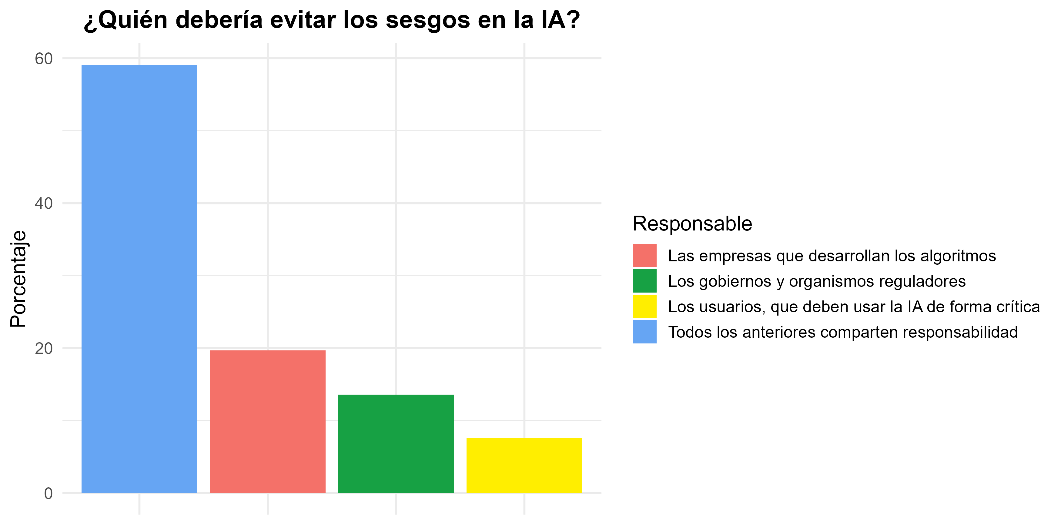 ¿Quién debería evitar los sesgos en la IA?
60
40
20
0
Porcentaje
Responsable
Las empresas que desarrollan los algoritmos
Los gobiernos y organismos reguladores
Los usuarios, que deben usar la IA de forma crítica
Todos los anteriores comparten responsabilidad